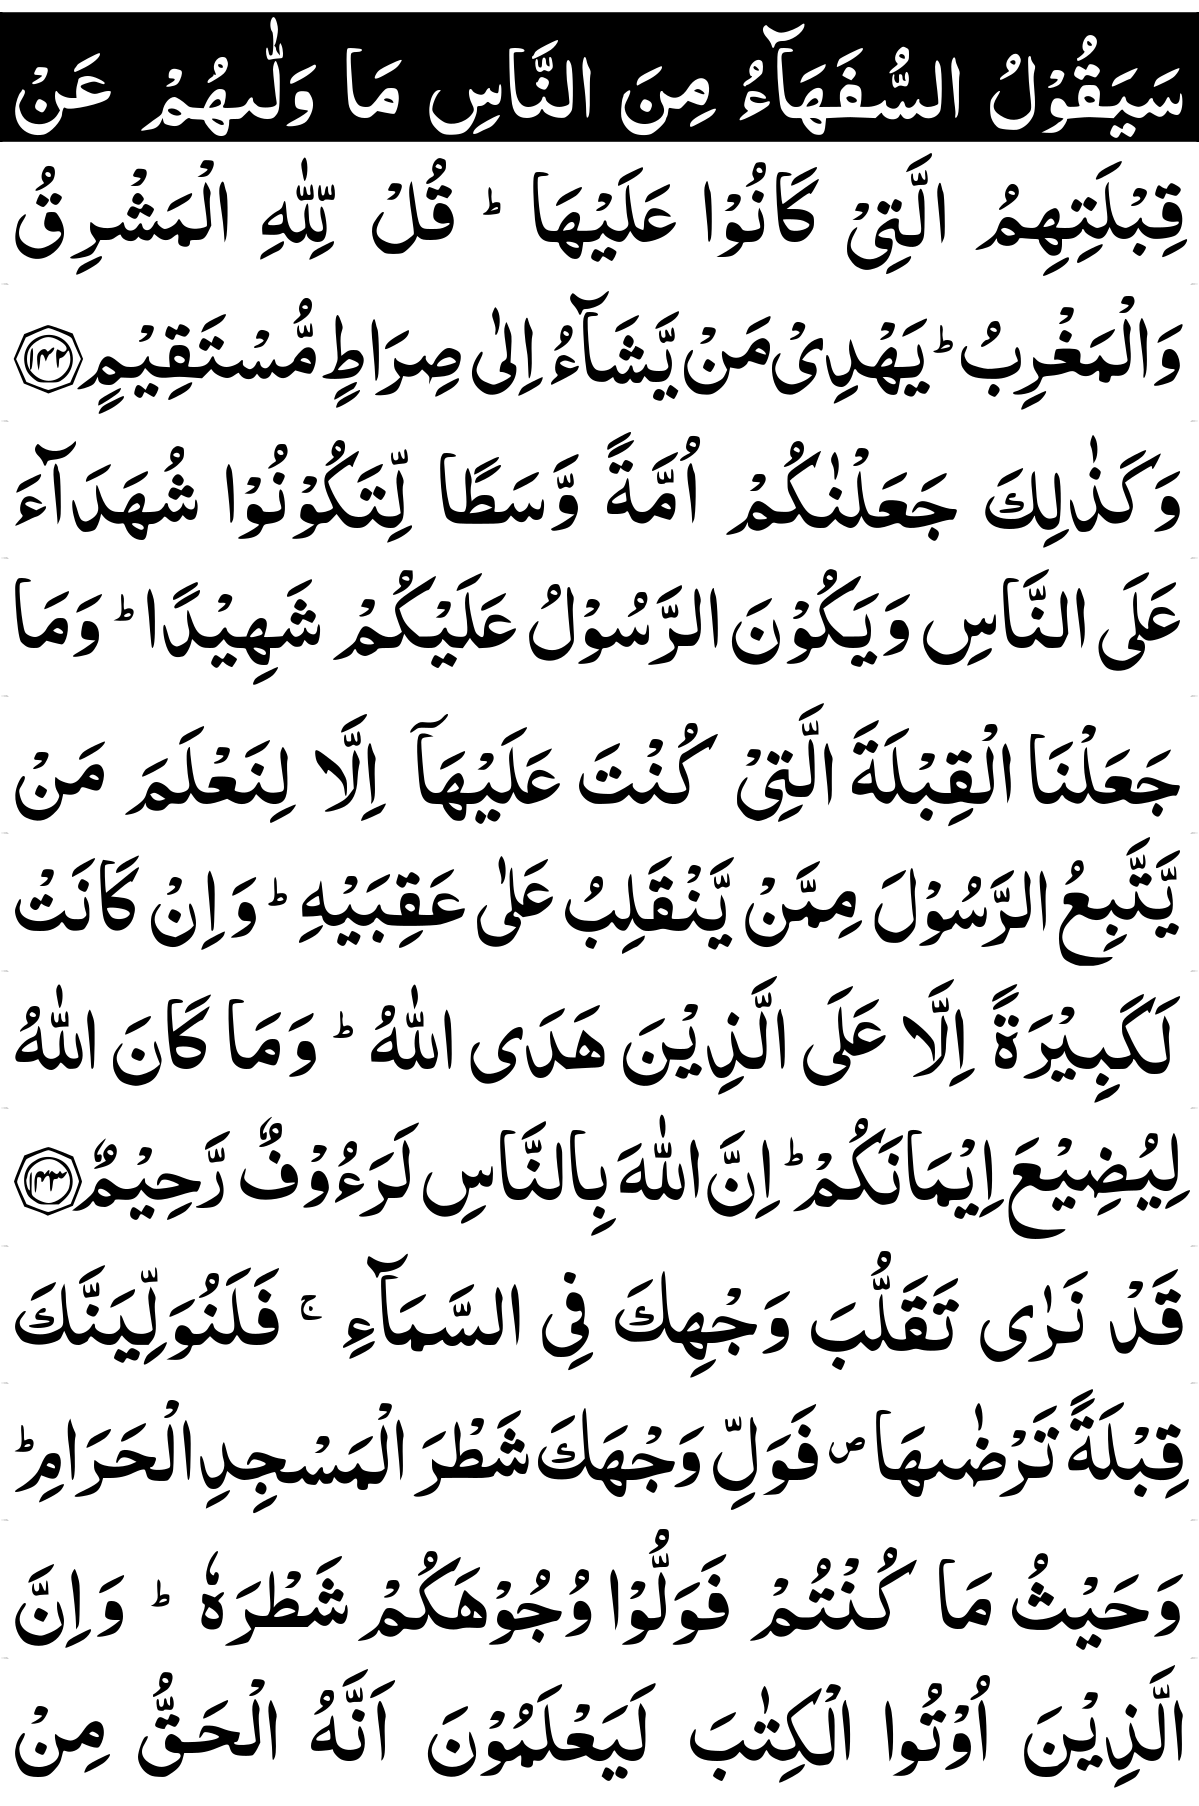 سَيَقُوْلُ السُّفَهَآءُ مِنَ النَّاسِ مَا وَلّٰىهُمْ عَنْ
قِبْلَتِهِمُ الَّتِىْ كَانُوْا عَلَيْهَا ؕ قُلْ لِّلّٰهِ الْمَشْرِقُ
وَالْمَغْرِبُ ؕ يَهْدِىْ مَنْ يَّشَآءُ اِلٰى صِرَاطٍ مُّسْتَقِيْمٍ ﴿۱۴۲﴾
وَكَذٰلِكَ جَعَلْنٰكُمْ اُمَّةً وَّسَطًا لِّتَکُوْنُوْا شُهَدَآءَ
عَلَى النَّاسِ وَيَكُوْنَ الرَّسُوْلُ عَلَيْكُمْ شَهِيْدًا ؕ وَمَا
جَعَلْنَا الْقِبْلَةَ الَّتِىْ كُنْتَ عَلَيْهَآ اِلَّا لِنَعْلَمَ مَنْ
يَّتَّبِعُ الرَّسُوْلَ مِمَّنْ يَّنْقَلِبُ عَلٰى عَقِبَيْهِ ؕ وَاِنْ كَانَتْ
لَكَبِيْرَةً اِلَّا عَلَى الَّذِيْنَ هَدَى اللّٰهُ ؕ وَمَا كَانَ اللّٰهُ
لِيُضِيْعَ اِيْمَانَكُمْ ؕ اِنَّ اللّٰهَ بِالنَّاسِ لَرَءُوْفٌ رَّحِيْمٌ ﴿۱۴۳﴾
قَدْ نَرٰى تَقَلُّبَ وَجْهِكَ فِى السَّمَآءِ ۚ فَلَنُوَلِّيَنَّكَ
قِبْلَةً تَرْضٰٮهَا ۖ فَوَلِّ وَجْهَكَ شَطْرَ الْمَسْجِدِ الْحَرَامِؕ
وَحَيْثُ مَا كُنْتُمْ فَوَلُّوْا وُجُوْهَكُمْ شَطْرَهٗ ؕ وَاِنَّ
الَّذِيْنَ اُوْتُوا الْكِتٰبَ لَيَعْلَمُوْنَ اَنَّهُ الْحَقُّ مِنْ